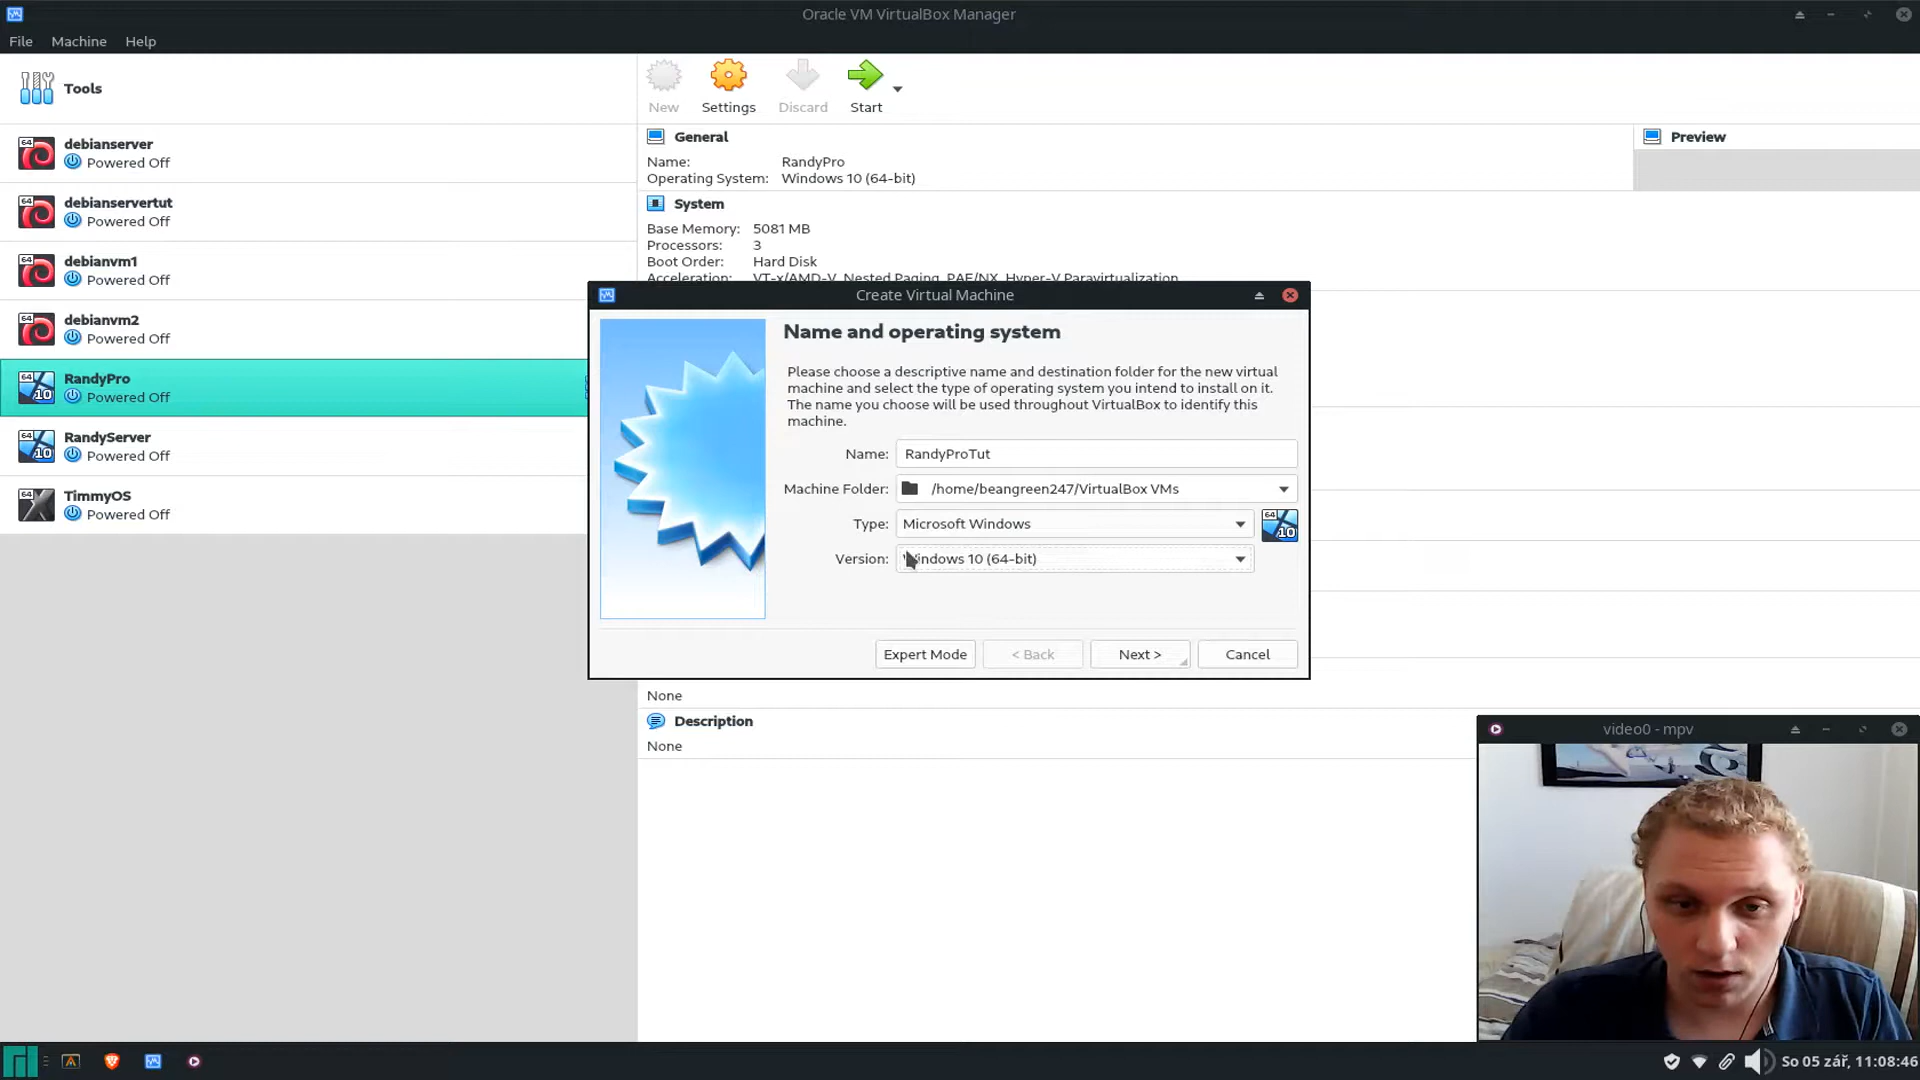 Oracle VM VirtualBox Manager
File Machine Help
Tools
New Settings Discard Start
debianserver
Powered Off
debianservertut
Powered Off
debianvm1
Powered Off
debianvm2
Powered Off
RandyPro
Powered Off
RandyServer
Powered Off
TimmyOS
Powered Off
General
Name: RandyPro
Operating System: Windows 10 (64-bit)
Preview
System
Base Memory: 5081 MB
Processors: 3
Boot Order: Hard Disk
Acceleration: VT-x/AMD-V, Nested Paging, PAE/NX, Hyper-V Paravirtualization
Create Virtual Machine
Name and operating system
Please choose a descriptive name and destination folder for the new virtual
machine and select the type of operating system you intend to install on it.
The name you choose will be used throughout VirtualBox to identify this
machine.
Name: RandyProTut
Machine Folder: /home/beangreen247/VirtualBox VMs
Type: Microsoft Windows
64
10
Version: Windows 10 (64-bit)
Expert Mode < Back Next > Cancel
None
Description
None
video0 - mpv
So 05 zář, 11:08:46